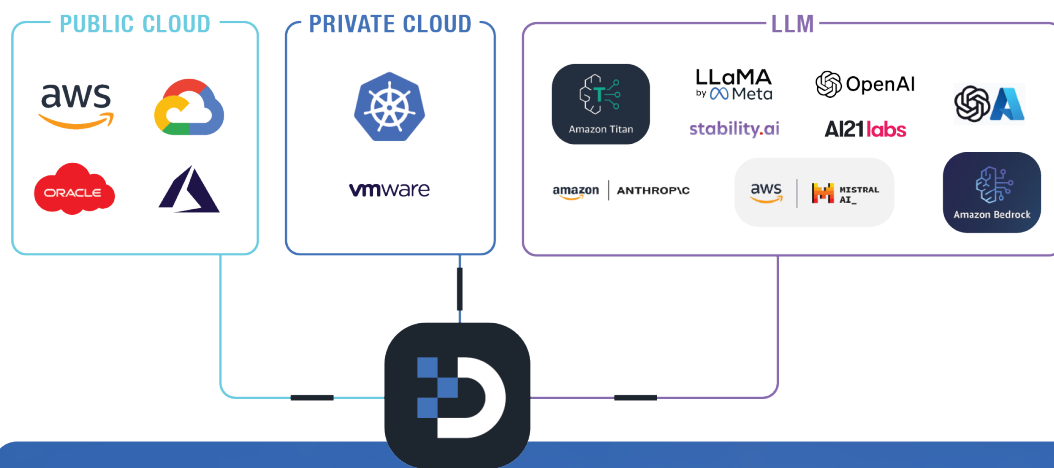 PUBLIC CLOUD
PRIVATE CLOUD
LLM
aws
ORACLE
vmware
Amazon Titan
LLaMA
by Meta
OpenAI
stability.ai
AI21labs
amazon | ANTHROP\C
aws | MISTRAL
AI_
Amazon Bedrock